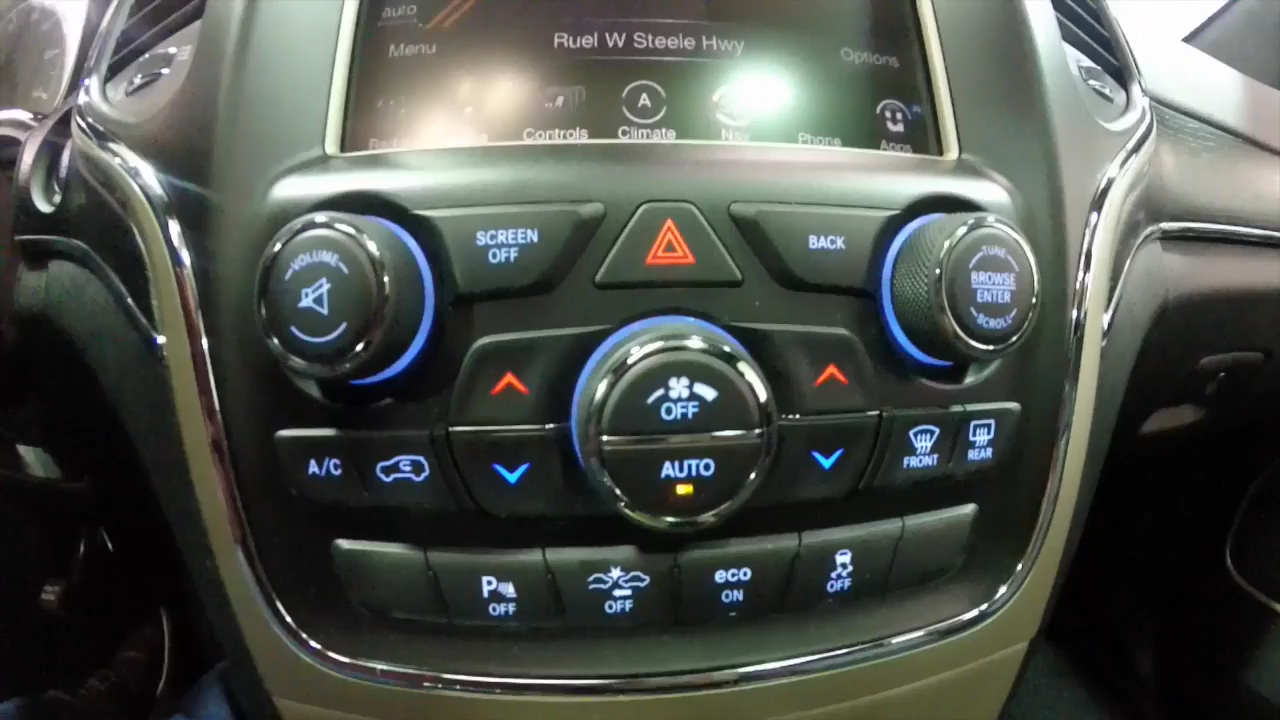 auto
Menu
Ruel W Steele Hwy
Options
Controls
A
Climate
Nav
Phone
Apps
VOLUME
SCREEN
OFF
BACK
TUNE
BROWSE
ENTER
SCROLL
OFF
A/C
AUTO
FRONT
REAR
P
OFF
OFF
eco
ON
OFF